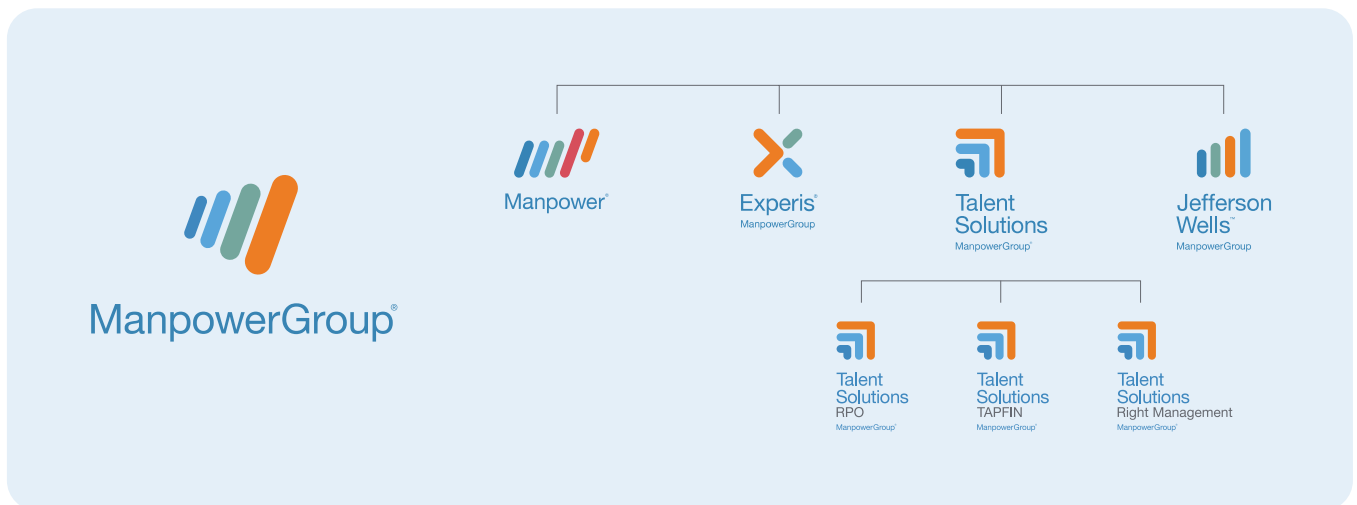 ManpowerGroup®
Manpower®
Experis®
ManpowerGroup
Talent
Solutions
ManpowerGroup®
Jefferson
Wells™
ManpowerGroup
Talent
Solutions
RPO
ManpowerGroup®
Talent
Solutions
TAPFIN
ManpowerGroup®
Talent
Solutions
Right Management
ManpowerGroup®